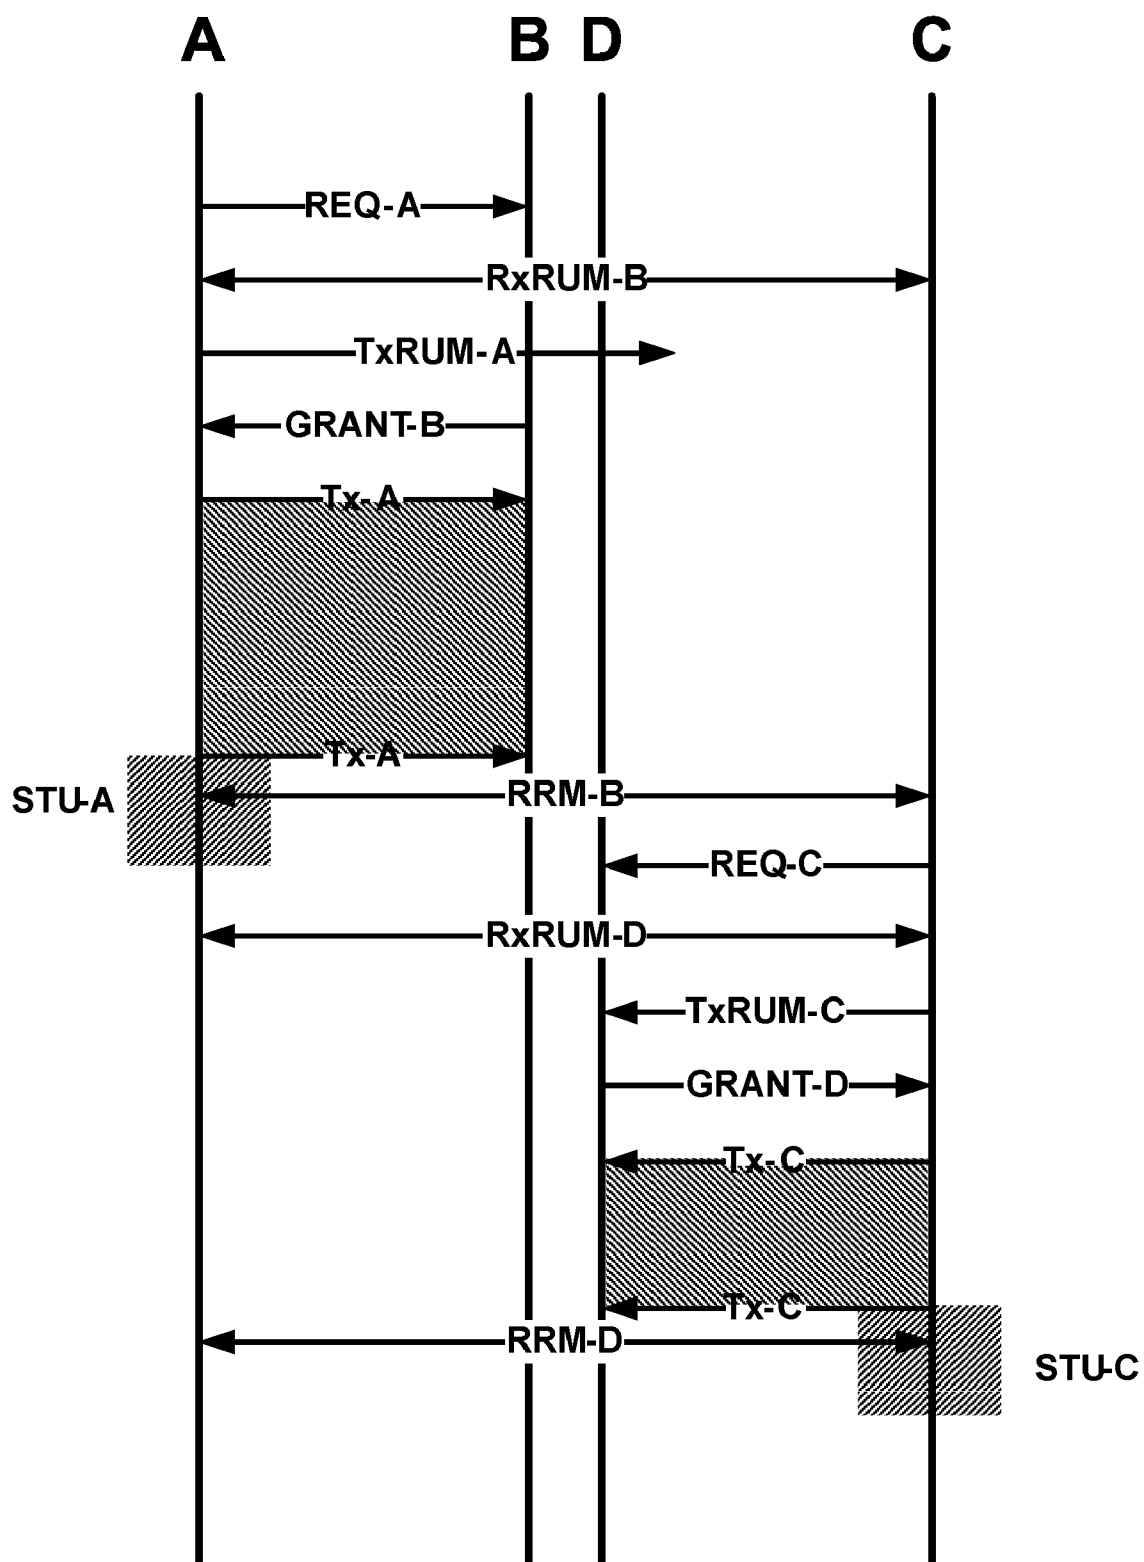 A B D C
REQ-A
RxRUM-B
TxRUM-A
GRANT-B
Tx-A
Tx-A
STU-A
RRM-B
REQ-C
RxRUM-D
TxRUM-C
GRANT-D
Tx-C
Tx-C
RRM-D
STU-C